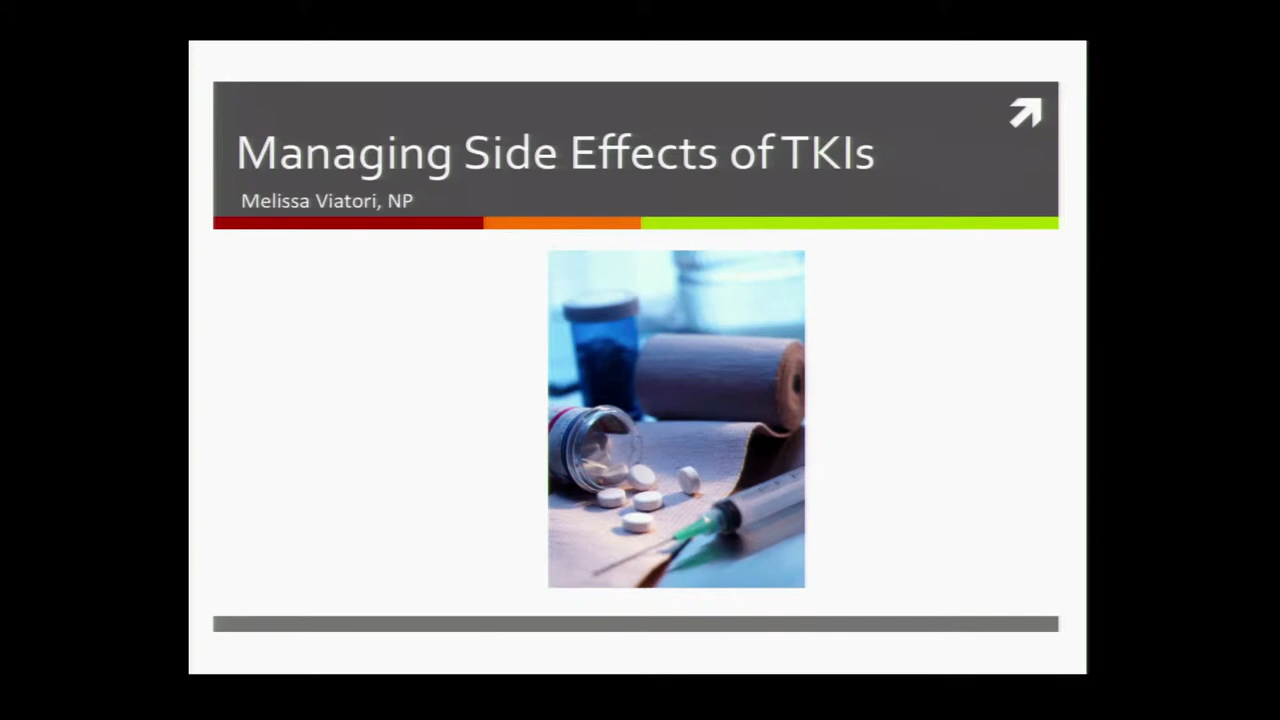 Managing Side Effects of TKIs
Melissa Viatori, NP